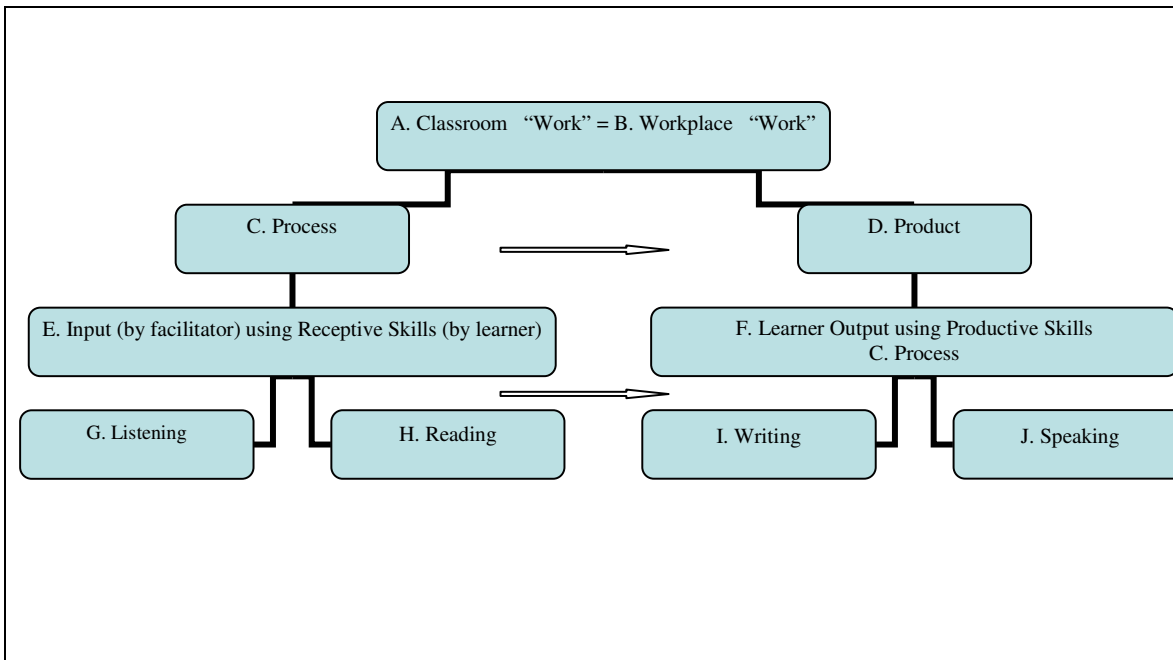 A. Classroom “Work” = B. Workplace “Work”
C. Process
D. Product
E. Input (by facilitator) using Receptive Skills (by learner)
F. Learner Output using Productive Skills
C. Process
G. Listening
H. Reading
I. Writing
J. Speaking